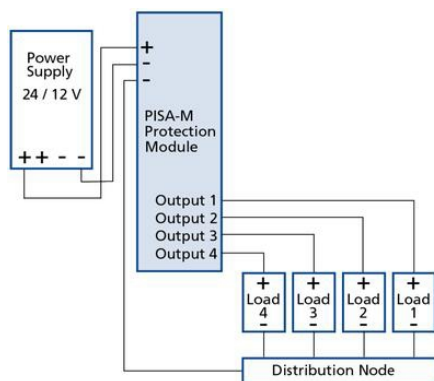 Power
Supply
24 / 12 V
+ + - -
+
-
-
PISA-M
Protection
Module
Output 1
Output 2
Output 3
Output 4
+ + + +
Load Load Load Load
4 3 2 1
- - - -
Distribution Node